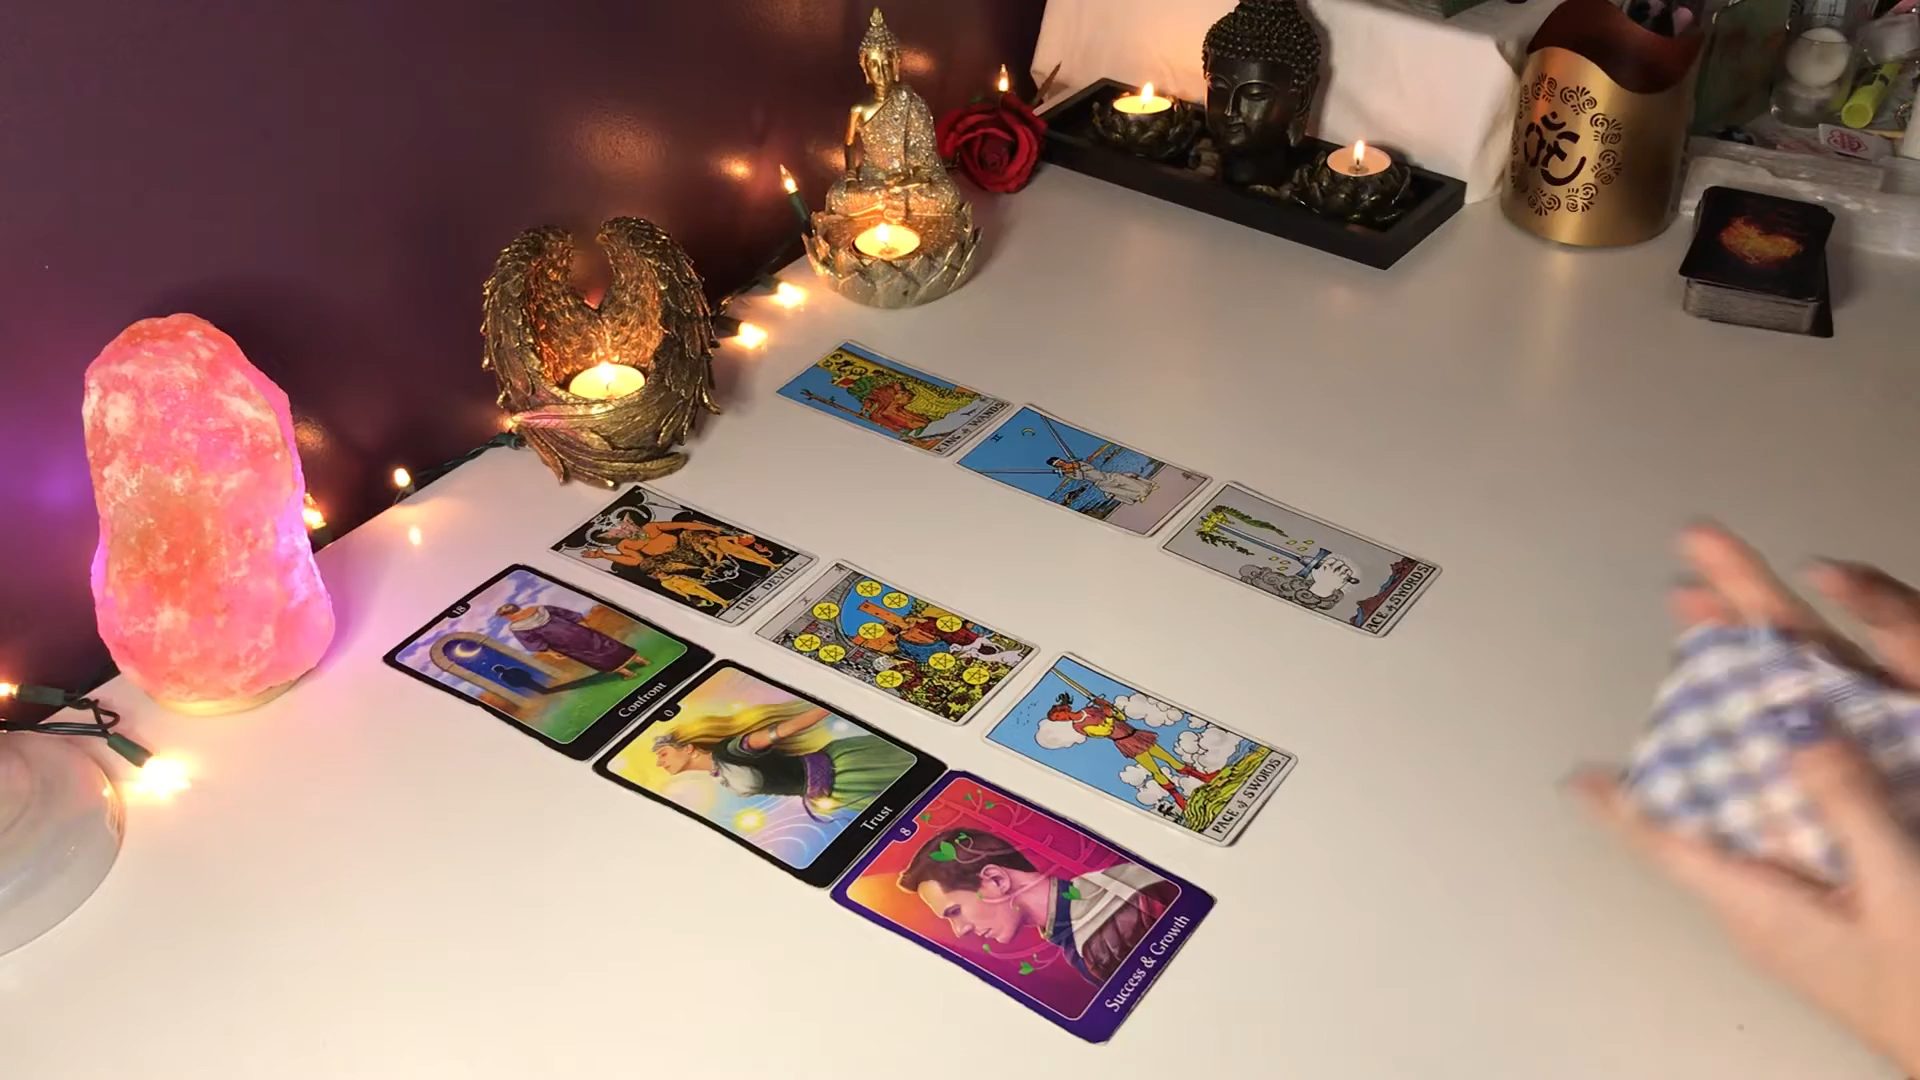 KING of WANDS.
II
ACE of SWORDS.
THE DEVIL.
X
PAGE of SWORDS.
18
Confront
0
Trust
8
Success & Growth
ॐ